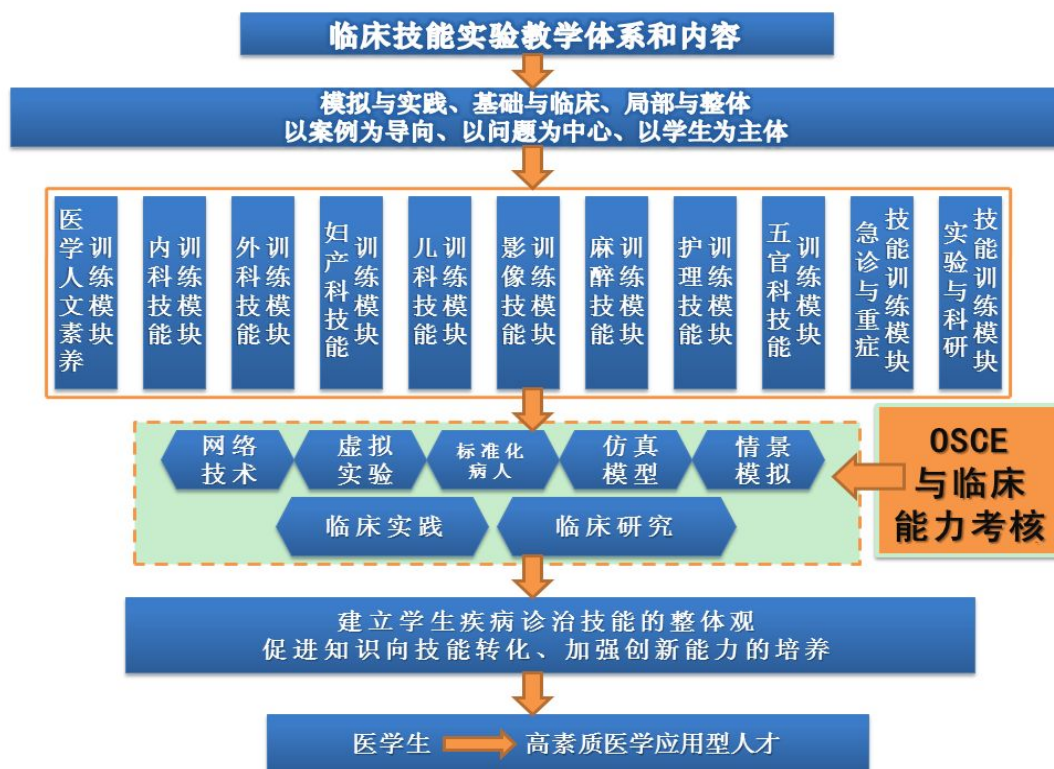 临床技能实验教学体系和内容
模拟与实践、基础与临床、局部与整体
以案例为导向、以问题为中心、以学生为主体
医学人文素养
训练模块
内科技能
训练模块
外科技能
训练模块
妇产科技能
训练模块
儿科技能
训练模块
影像技能
训练模块
麻醉技能
训练模块
护理技能
训练模块
五官科技能
训练模块
急诊与重症
技能训练模块
实验与科研
技能训练模块
网络
技术
虚拟
实验
标准化
病人
仿真
模型
情景
模拟
OSCE
与临床
能力考核
临床实践
临床研究
建立学生疾病诊治技能的整体观
促进知识向技能转化、加强创新能力的培养
医学生
高素质医学应用型人才